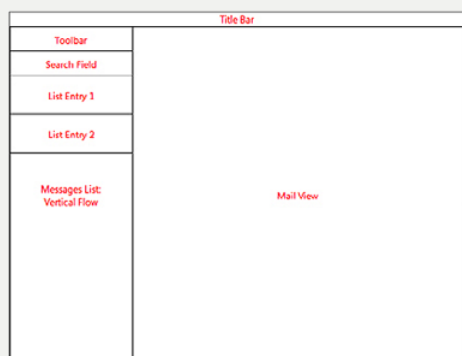 Title Bar
Toolbar
Search Field
List Entry 1
List Entry 2
Messages List:
Vertical Flow
Mail View